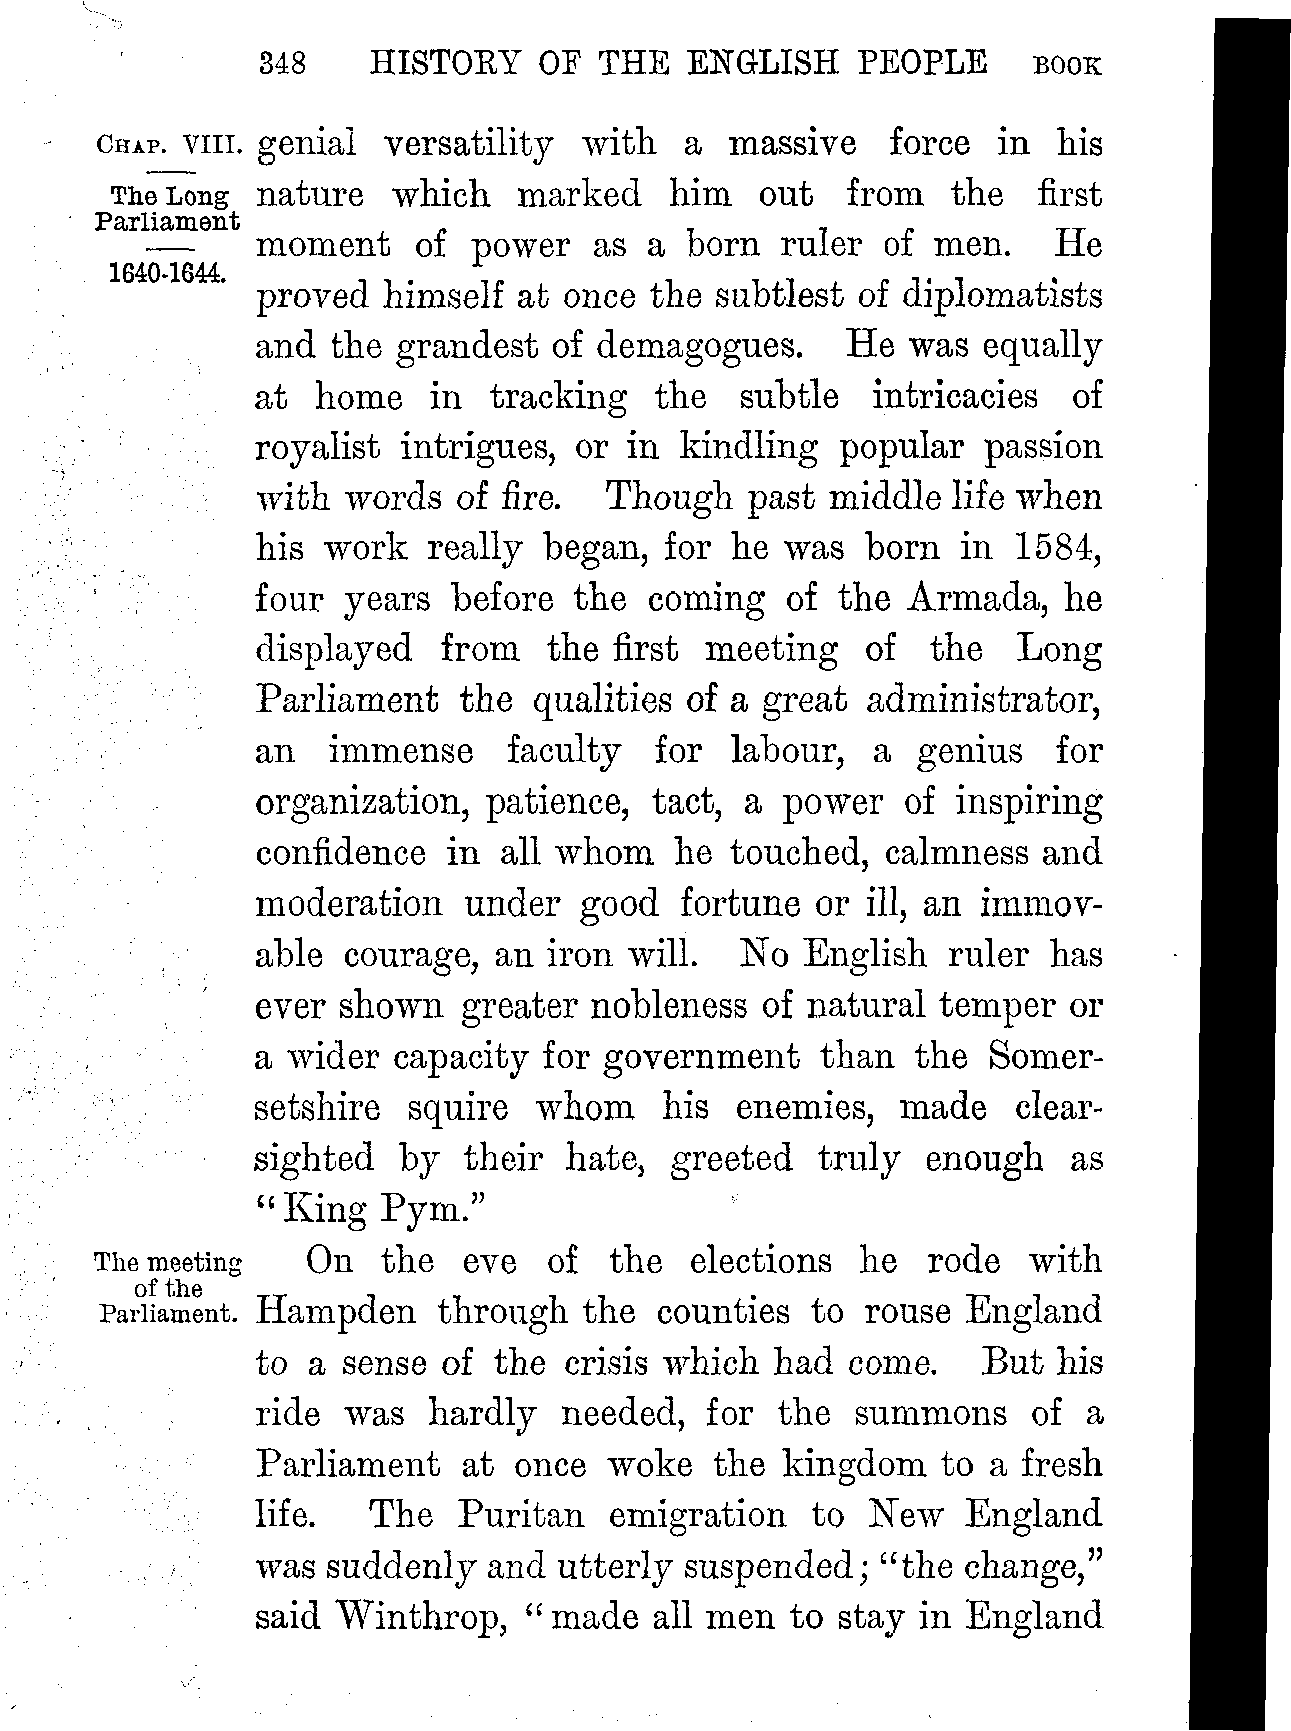 348 HISTORY OF THE ENGLISH PEOPLE BOOK
CHAP. VIII.
The Long
Parliament
1640-1644.
genial versatility with a massive force in his
nature which marked him out from the first
moment of power as a born ruler of men. He
proved himself at once the subtlest of diplomatists
and the grandest of demagogues. He was equally
at home in tracking the subtle intricacies of
royalist intrigues, or in kindling popular passion
with words of fire. Though past middle life when
his work really began, for he was born in 1584,
four years before the coming of the Armada, he
displayed from the first meeting of the Long
Parliament the qualities of a great administrator,
an immense faculty for labour, a genius for
organization, patience, tact, a power of inspiring
confidence in all whom he touched, calmness and
moderation under good fortune or ill, an immov-
able courage, an iron will. No English ruler has
ever shown greater nobleness of natural temper or
a wider capacity for government than the Somer-
setshire squire whom his enemies, made clear-
sighted by their hate, greeted truly enough as
“King Pym.”
The meeting
of the
Parliament.
On the eve of the elections he rode with
Hampden through the counties to rouse England
to a sense of the crisis which had come. But his
ride was hardly needed, for the summons of a
Parliament at once woke the kingdom to a fresh
life. The Puritan emigration to New England
was suddenly and utterly suspended; “the change,”
said Winthrop, “made all men to stay in England